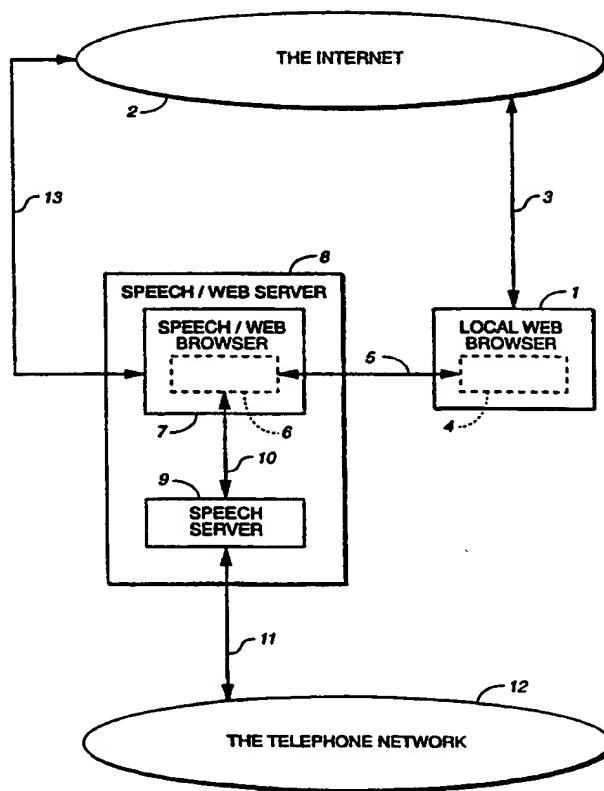 THE INTERNET
2
13
3
8
SPEECH / WEB SERVER
1
SPEECH / WEB
BROWSER
LOCAL WEB
BROWSER
5
7
6
4
10
9
SPEECH
SERVER
11
12
THE TELEPHONE NETWORK